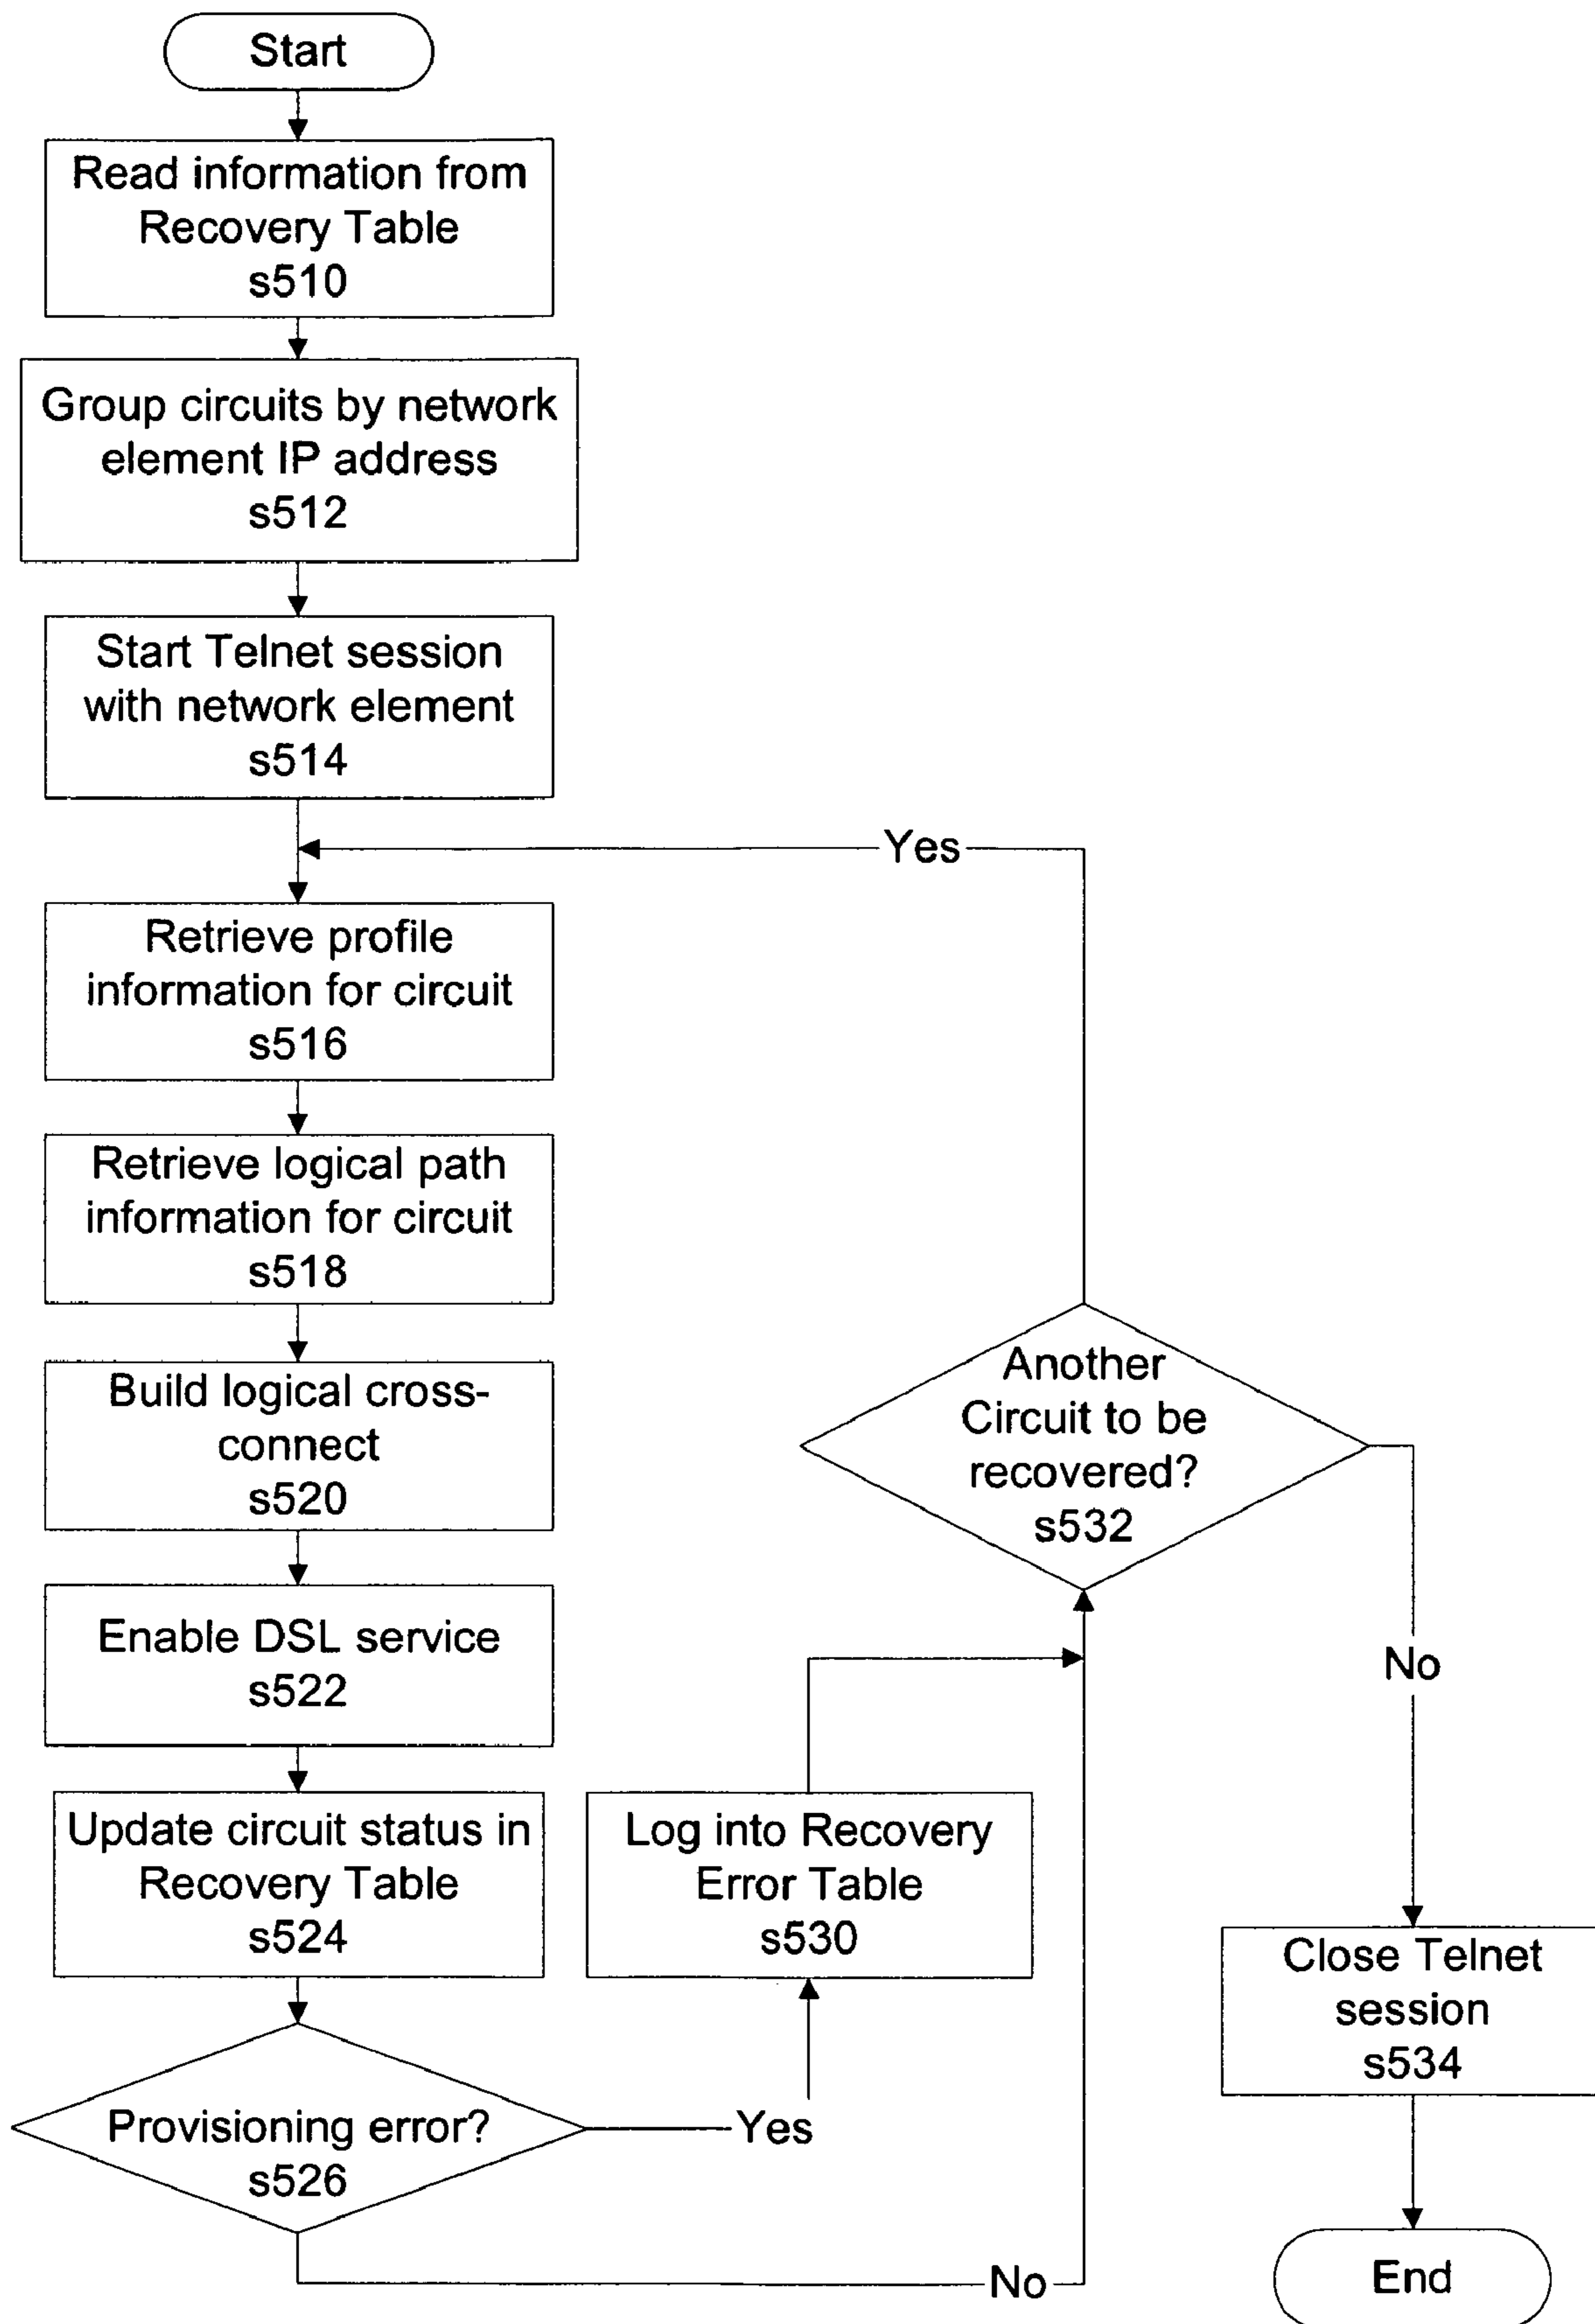 Start
Read information from
Recovery Table
s510
Group circuits by network
element IP address
s512
Start Telnet session
with network element
s514
Yes
Retrieve profile
information for circuit
s516
Retrieve logical path
information for circuit
s518
Build logical cross-
connect
s520
Another
Circuit to be
recovered?
s532
Enable DSL service
s522
No
Update circuit status in
Recovery Table
s524
Log into Recovery
Error Table
s530
Close Telnet
session
s534
Provisioning error?
s526
Yes
No
End